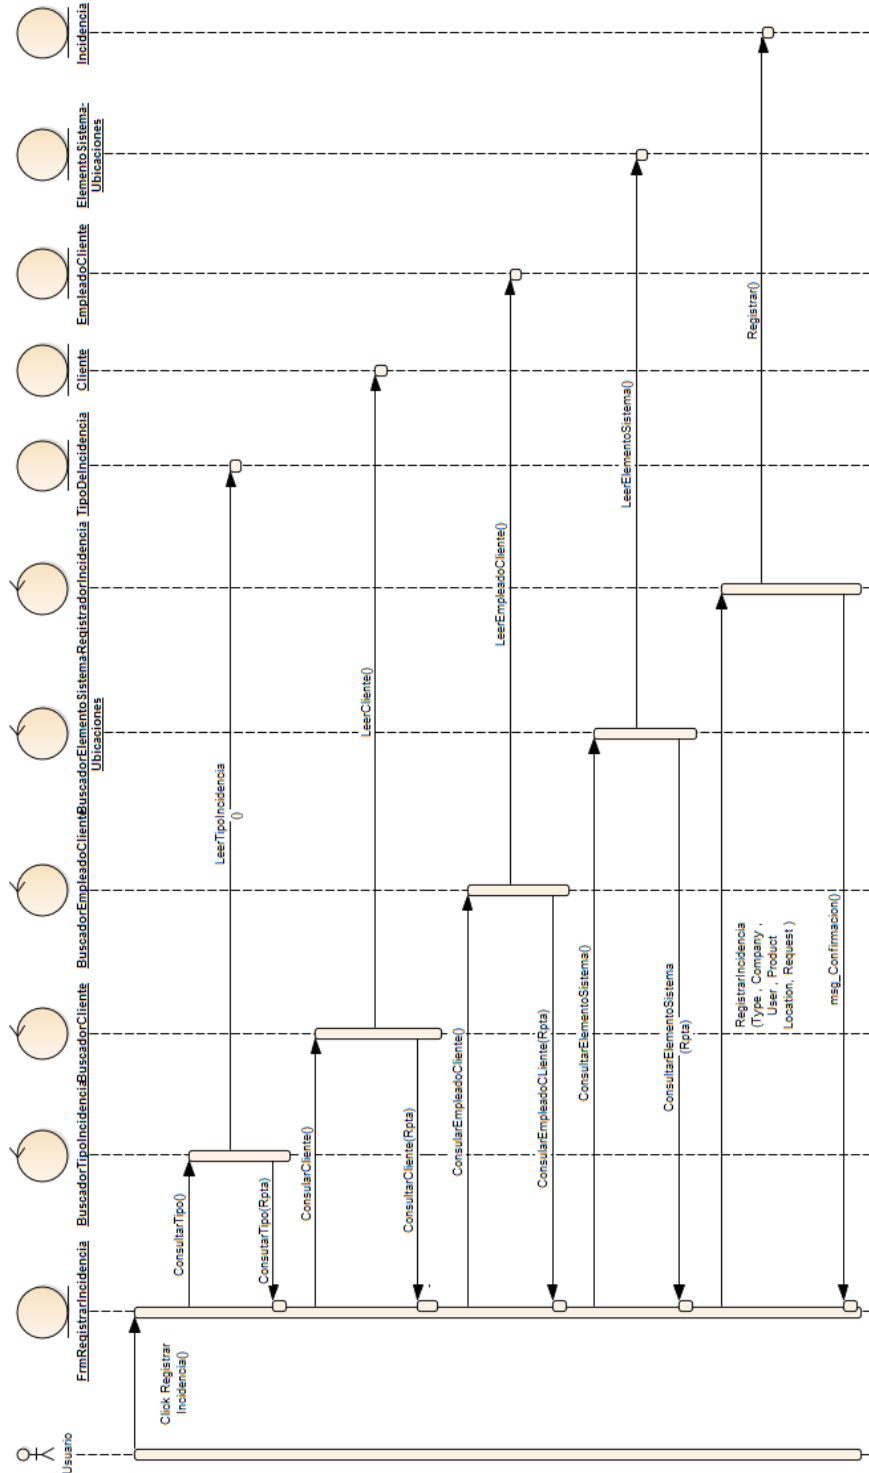 Usuario
FrmRegistrarIncidencia
BuscadorTipoIncidencia
BuscadorCliente
BuscadorEmpleadoCliente
BuscadorElementoSistema-
Ubicaciones
RegistradorIncidencia
TipoDeIncidencia
Cliente
EmpleadoCliente
ElementoSistema-
Ubicaciones
Incidencia
Click Registrar
Incidencia()
ConsultarTipo()
LeerTipoIncidencia
()
ConsutarTipo(Rpta)
ConsularCliente()
LeerCliente()
ConsultarCliente(Rpta)
ConsularEmpleadoCliente()
LeerEmpleadoCliente()
ConsularEmpleadoCLiente(Rpta)
ConsultarElementoSistema()
LeerElementoSistema()
ConsultarElementoSistema
(Rpta)
RegistrarIncidencia
(Type , Company ,
User , Product
Location, Request )
Registrar()
msg_Confirmacion()